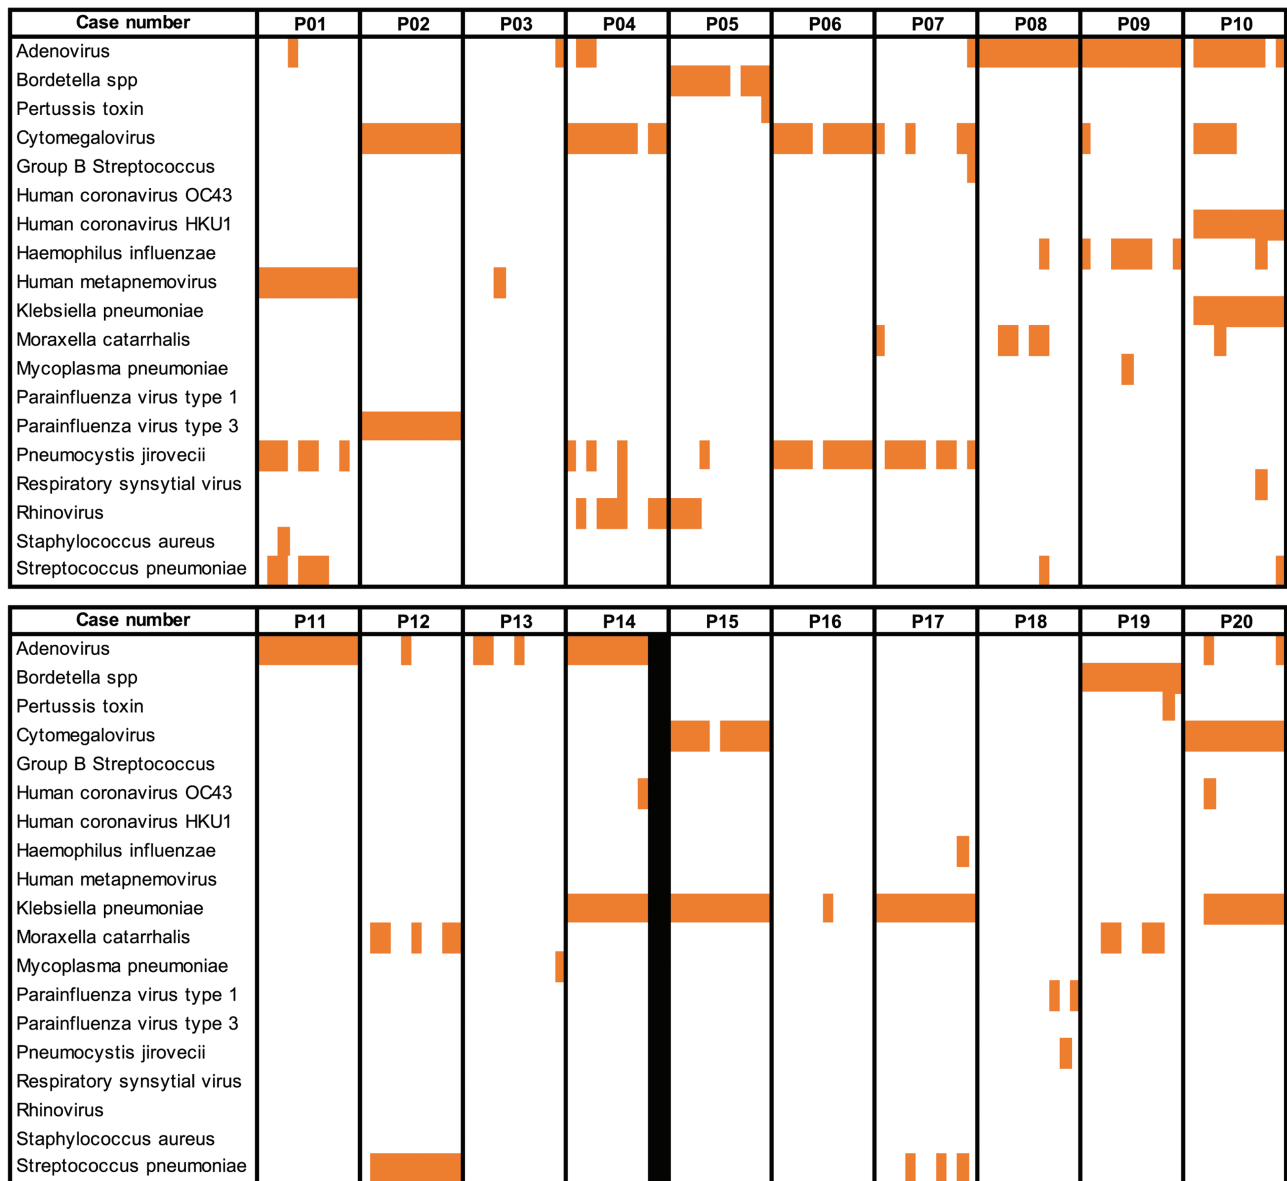 Case number P01 P02 P03 P04 P05 P06 P07 P08 P09 P10
Adenovirus
Bordetella spp
Pertussis toxin
Cytomegalovirus
Group B Streptococcus
Human coronavirus OC43
Human coronavirus HKU1
Haemophilus influenzae
Human metapnemovirus
Klebsiella pneumoniae
Moraxella catarrhalis
Mycoplasma pneumoniae
Parainfluenza virus type 1
Parainfluenza virus type 3
Pneumocystis jirovecii
Respiratory synsytial virus
Rhinovirus
Staphylococcus aureus
Streptococcus pneumoniae
Case number P11 P12 P13 P14 P15 P16 P17 P18 P19 P20
Adenovirus
Bordetella spp
Pertussis toxin
Cytomegalovirus
Group B Streptococcus
Human coronavirus OC43
Human coronavirus HKU1
Haemophilus influenzae
Human metapnemovirus
Klebsiella pneumoniae
Moraxella catarrhalis
Mycoplasma pneumoniae
Parainfluenza virus type 1
Parainfluenza virus type 3
Pneumocystis jirovecii
Respiratory synsytial virus
Rhinovirus
Staphylococcus aureus
Streptococcus pneumoniae